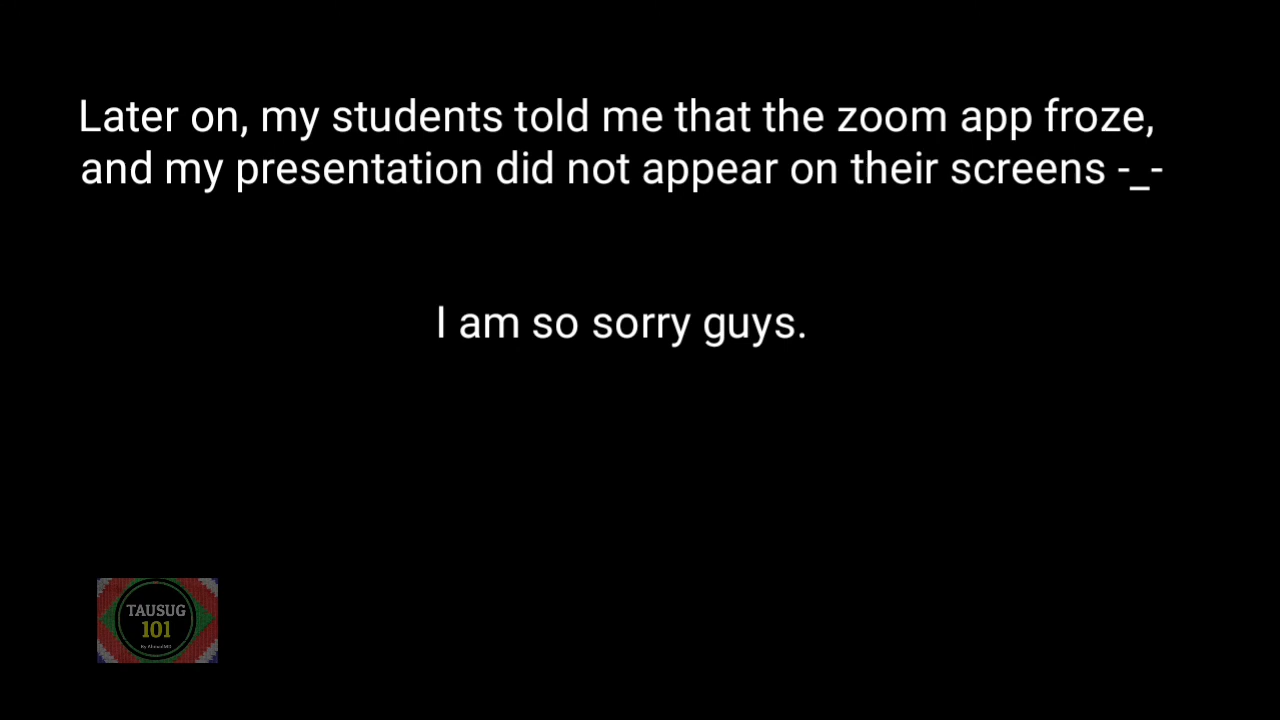 Later on, my students told me that the zoom app froze,
and my presentation did not appear on their screens -_-
I am so sorry guys.
TAUSUG
101